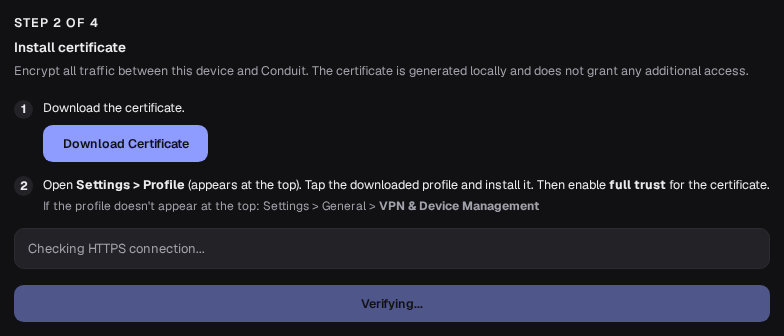 STEP 2 OF 4
Install certificate
Encrypt all traffic between this device and Conduit. The certificate is generated locally and does not grant any additional access.
1 Download the certificate.
Download Certificate
2 Open Settings > Profile (appears at the top). Tap the downloaded profile and install it. Then enable full trust for the certificate.
If the profile doesn't appear at the top: Settings > General > VPN & Device Management
Checking HTTPS connection...
Verifying...